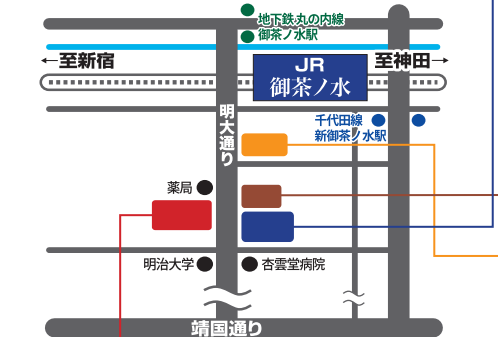 地下鉄 丸の内線
御茶ノ水駅
至新宿
JR
御茶ノ水
至神田
明大通り
千代田線
新御茶ノ水駅
薬局
明治大学
杏雲堂病院
靖国通り